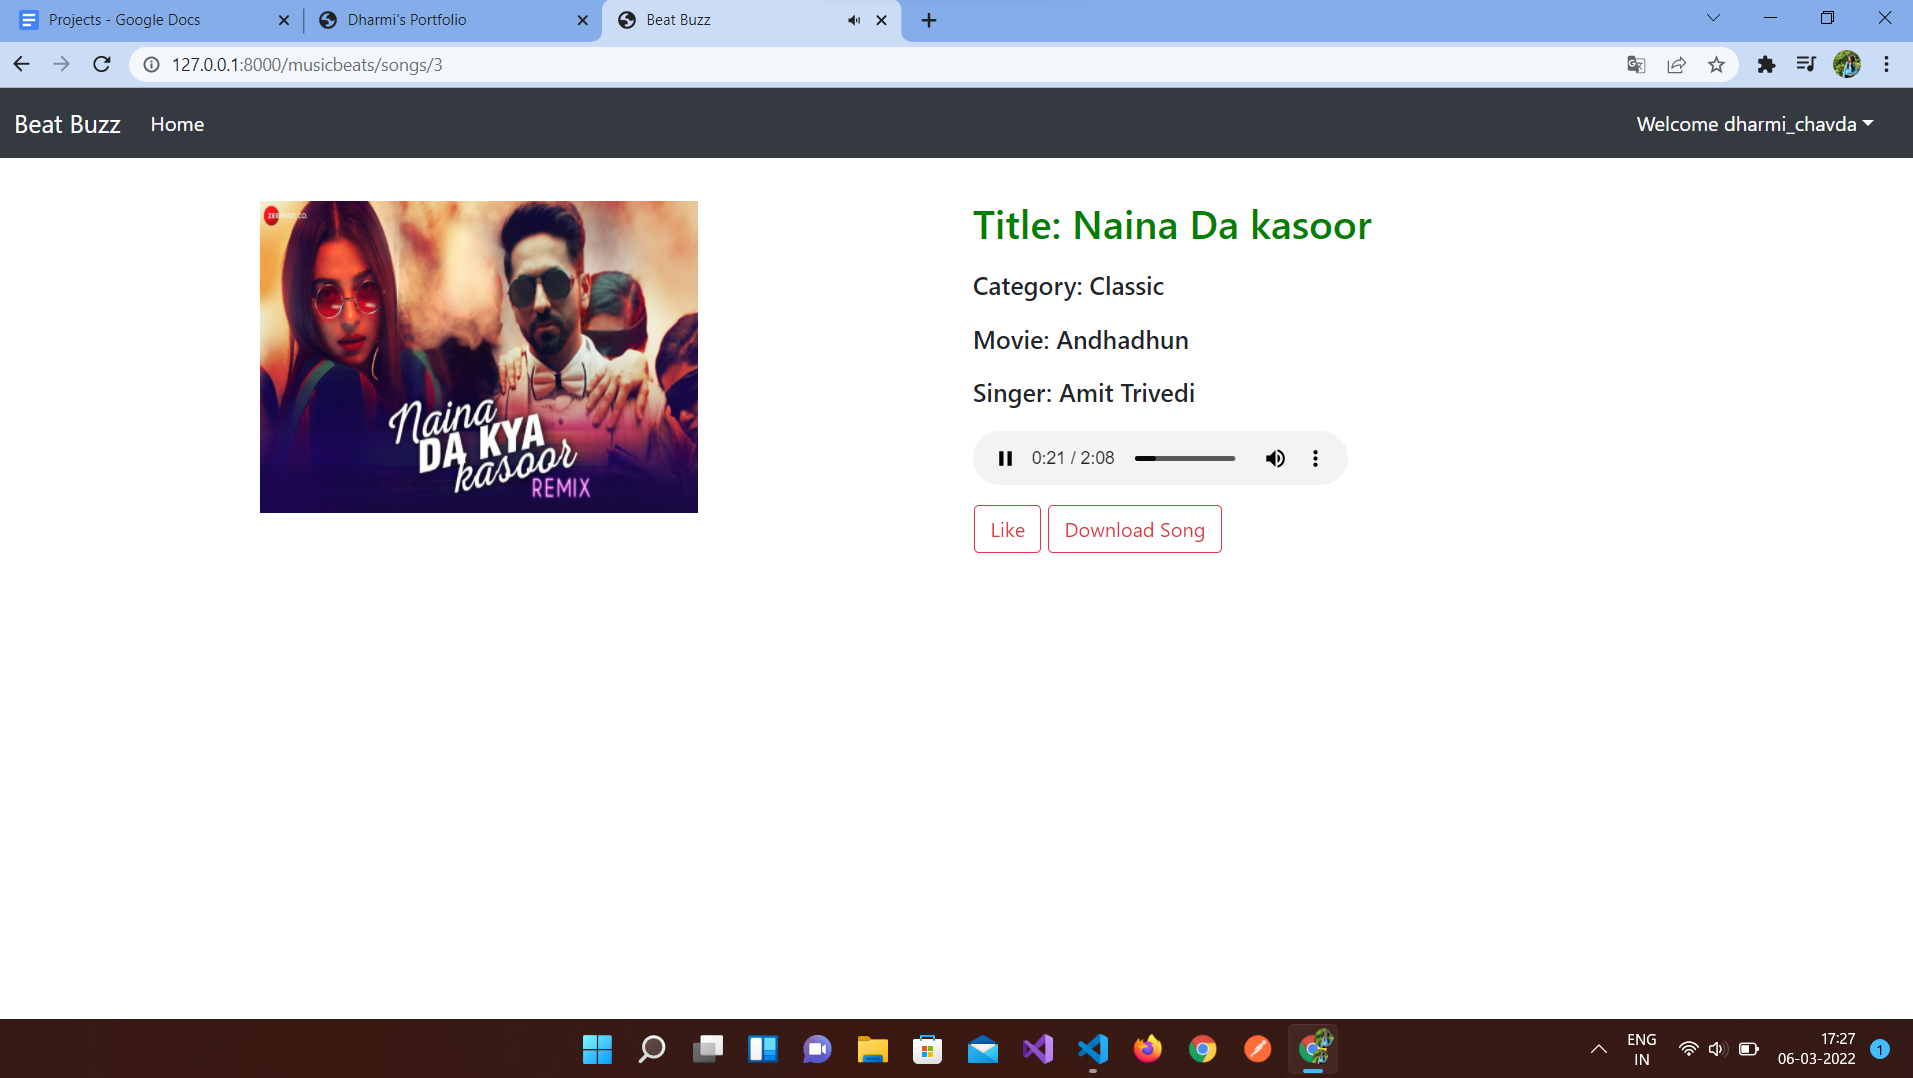 Projects - Google Docs
Dharmi's Portfolio
Beat Buzz
127.0.0.1:8000/musicbeats/songs/3
Beat Buzz
Home
Welcome dharmi_chavda
ZEE MUSIC CO.
Naina
DA KYA
kasoor
REMIX
Title: Naina Da kasoor
Category: Classic
Movie: Andhadhun
Singer: Amit Trivedi
0:21 / 2:08
Like
Download Song
ENG
IN
17:27
06-03-2022
1